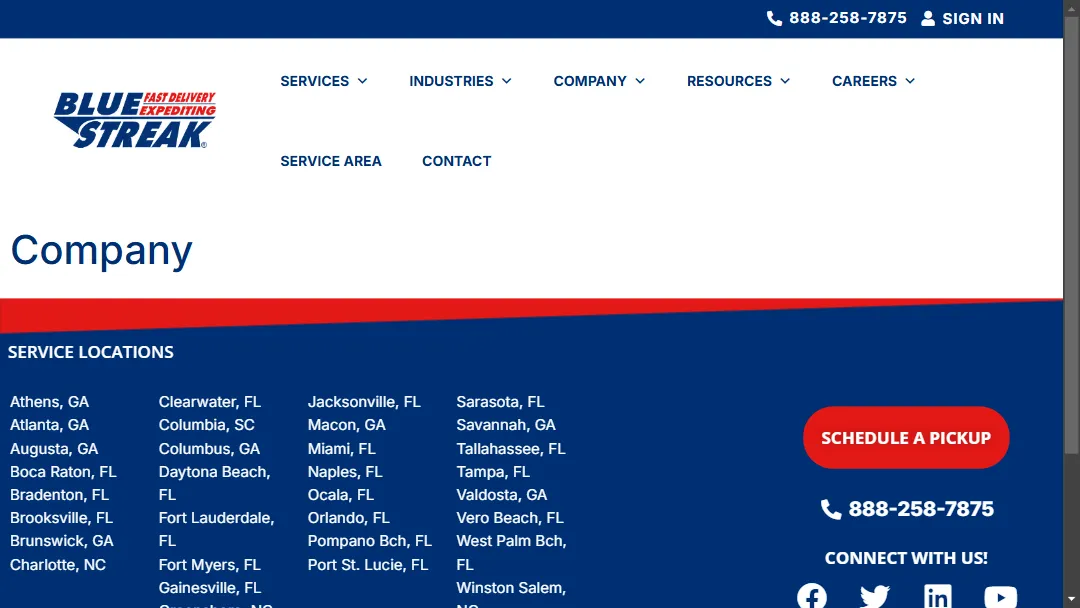 888-258-7875 SIGN IN
SERVICES INDUSTRIES COMPANY RESOURCES CAREERS
BLUE FAST DELIVERY
EXPEDITING
STREAK®
SERVICE AREA CONTACT
Company
SERVICE LOCATIONS
Athens, GA
Atlanta, GA
Augusta, GA
Boca Raton, FL
Bradenton, FL
Brooksville, FL
Brunswick, GA
Charlotte, NC
Clearwater, FL
Columbia, SC
Columbus, GA
Daytona Beach,
FL
Fort Lauderdale,
FL
Fort Myers, FL
Gainesville, FL
Greensboro, NC
Jacksonville, FL
Macon, GA
Miami, FL
Naples, FL
Ocala, FL
Orlando, FL
Pompano Bch, FL
Port St. Lucie, FL
Sarasota, FL
Savannah, GA
Tallahassee, FL
Tampa, FL
Valdosta, GA
Vero Beach, FL
West Palm Bch,
FL
Winston Salem,
NC
SCHEDULE A PICKUP
888-258-7875
CONNECT WITH US!